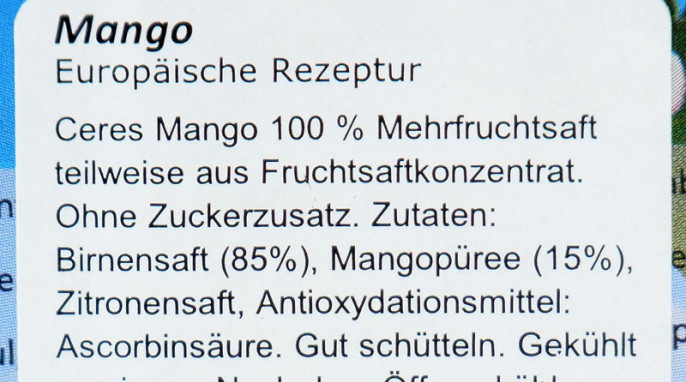 Mango
Europäische Rezeptur
Ceres Mango 100 % Mehrfruchtsaft
teilweise aus Fruchtsaftkonzentrat.
Ohne Zuckerzusatz. Zutaten:
Birnensaft (85%), Mangopüree (15%),
Zitronensaft, Antioxydationsmittel:
Ascorbinsäure. Gut schütteln. Gekühlt